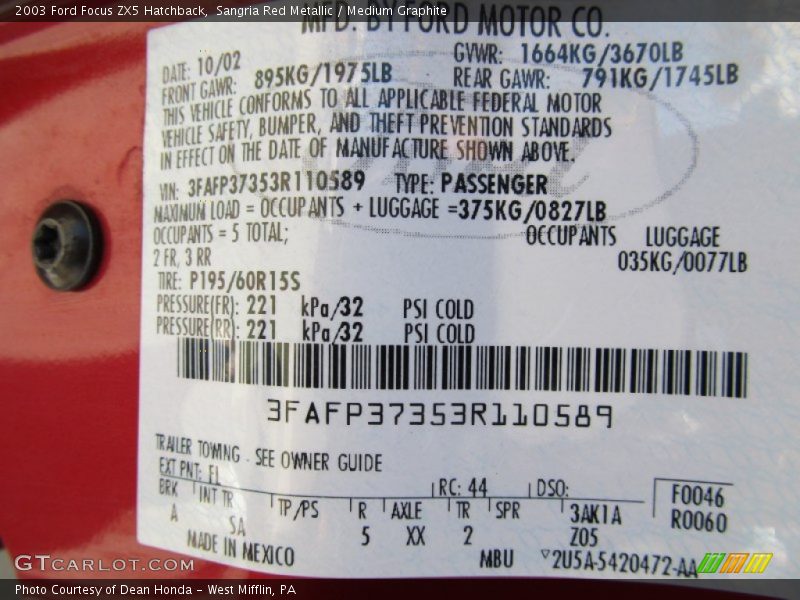 2003 Ford Focus ZX5 Hatchback, Sangria Red Metallic / Medium Graphite
MFD. BY FORD MOTOR CO.
DATE: 10/02 GVWR: 1664KG/3670LB
FRONT GAWR: 895KG/1975LB REAR GAWR: 791KG/1745LB
THIS VEHICLE CONFORMS TO ALL APPLICABLE FEDERAL MOTOR
VEHICLE SAFETY, BUMPER, AND THEFT PREVENTION STANDARDS
IN EFFECT ON THE DATE OF MANUFACTURE SHOWN ABOVE.
VIN: 3FAFP37353R110589 TYPE: PASSENGER
MAXIMUM LOAD = OCCUPANTS + LUGGAGE =375KG/0827LB
OCCUPANTS = 5 TOTAL; OCCUPANTS LUGGAGE
2 FR, 3 RR 035KG/0077LB
TIRE: P195/60R15S
PRESSURE(FR): 221 kPa/32 PSI COLD
PRESSURE(RR): 221 kPa/32 PSI COLD
3FAFP37353R110589
TRAILER TOWING - SEE OWNER GUIDE
EXT PNT: FL RC: 44 DSO: F0046
BRK INT TR TP/PS R AXLE TR SPR 3AK1A R0060
A SA 5 XX 2 Z05
MADE IN MEXICO MBU 2U5A-5420472-AA
GTCarLot.com
Photo Courtesy of Dean Honda - West Mifflin, PA